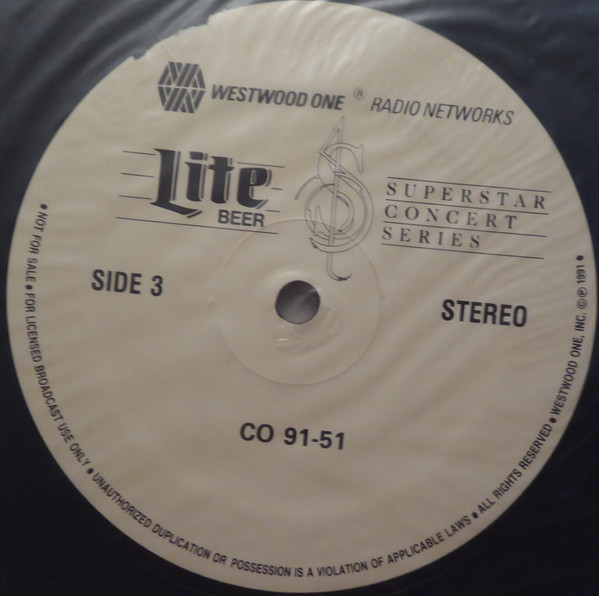 WESTWOOD ONE ® RADIO NETWORKS
Lite
BEER
SUPERSTAR
CONCERT
SERIES
SIDE 3
STEREO
CO 91-51
• NOT FOR SALE • FOR LICENSED BROADCAST USE ONLY • UNAUTHORIZED DUPLICATION OR POSSESSION IS A VIOLATION OF APPLICABLE LAWS • ALL RIGHTS RESERVED • WESTWOOD ONE, INC. © ℗ 1991 •